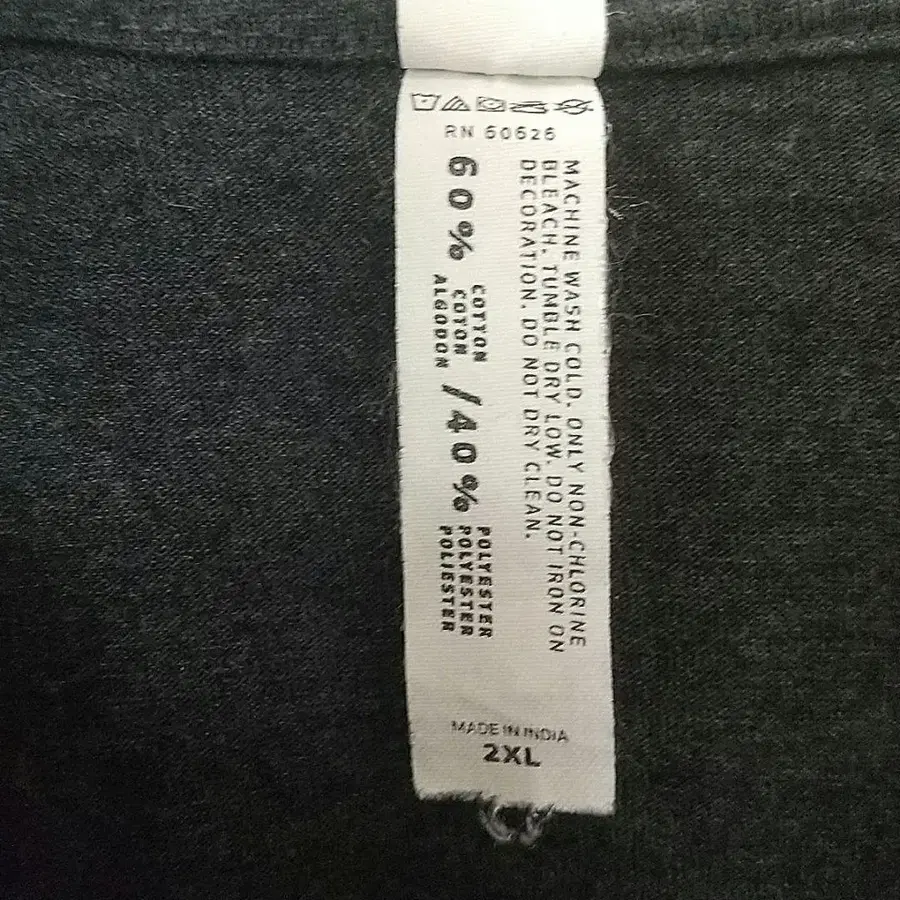 RN 60626
MACHINE WASH COLD. ONLY NON-CHLORINE
BLEACH. TUMBLE DRY LOW. DO NOT IRON ON
DECORATION. DO NOT DRY CLEAN.
60% COTTON COTON ALGODON / 40% POLYESTER POLYESTER POLIESTER
MADE IN INDIA
2XL